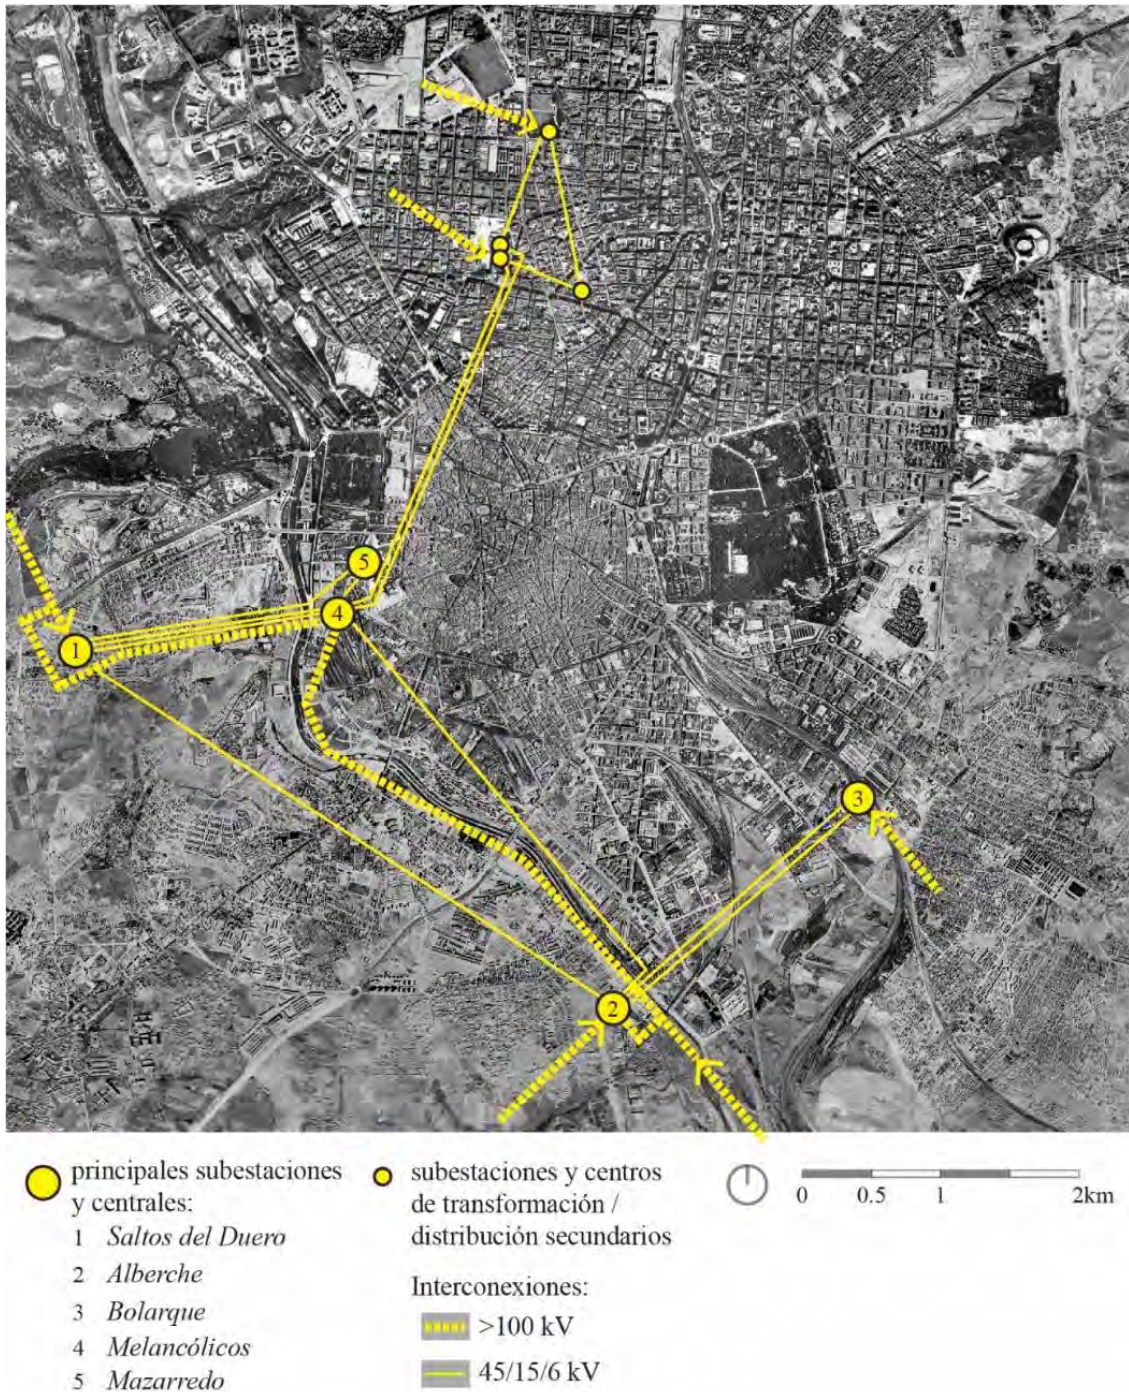 5
4
1
3
2
principales subestaciones
y centrales:
1 Saltos del Duero
2 Alberche
3 Bolarque
4 Melancólicos
5 Mazarredo
subestaciones y centros
de transformación /
distribución secundarios
Interconexiones:
>100 kV
45/15/6 kV
0 0.5 1 2km